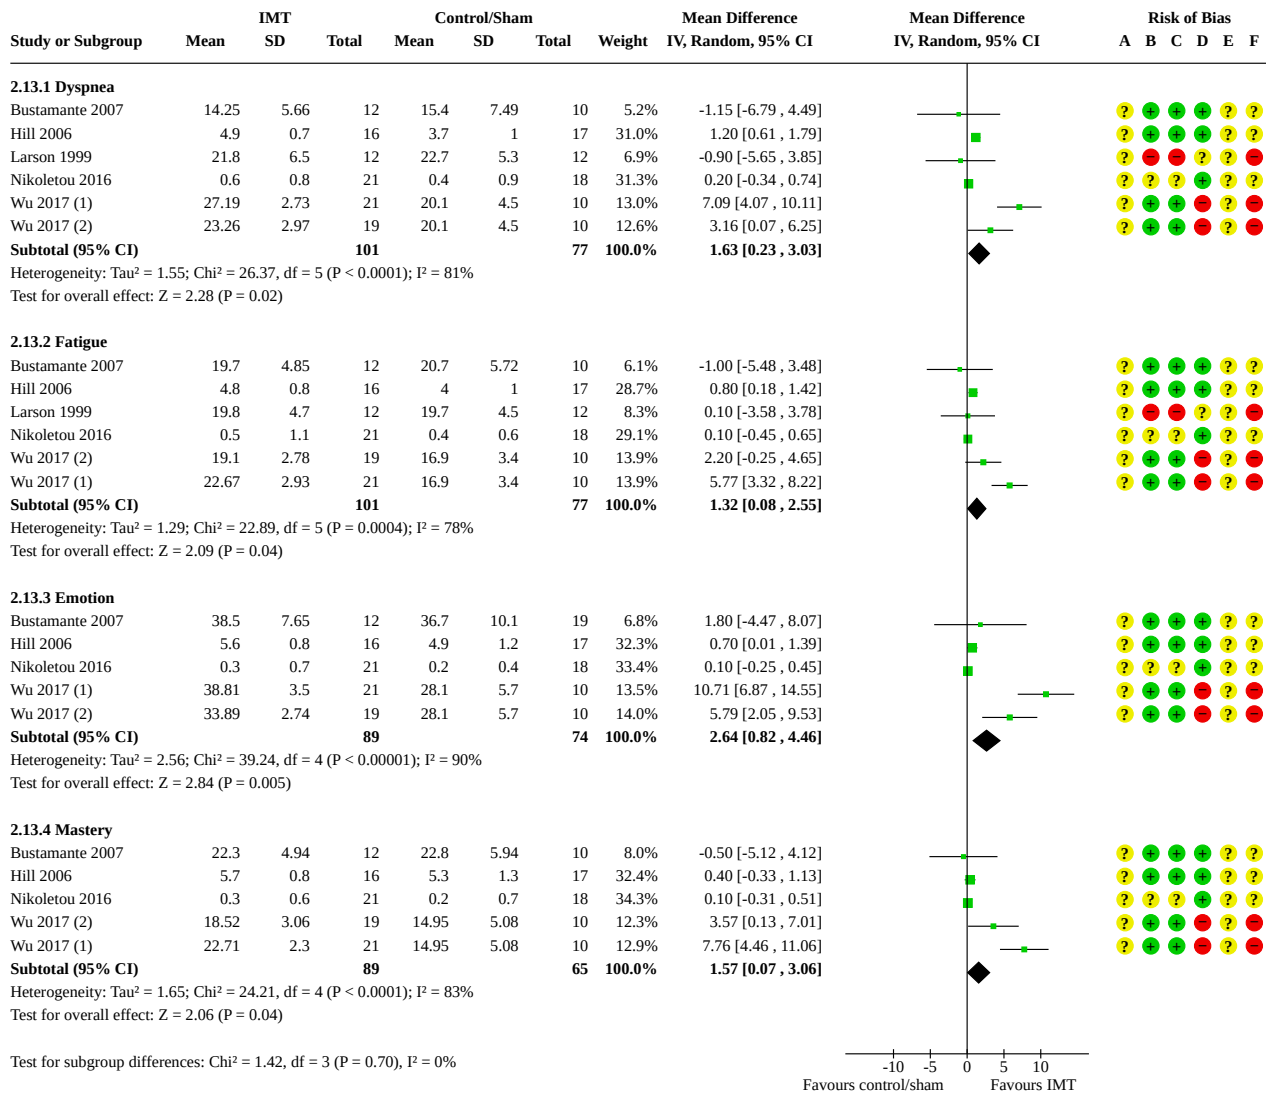 IMT Control/Sham Mean Difference Mean Difference Risk of Bias
Study or Subgroup Mean SD Total Mean SD Total Weight IV, Random, 95% CI IV, Random, 95% CI A B C D E F
2.13.1 Dyspnea
Bustamante 2007 14.25 5.66 12 15.4 7.49 10 5.2% -1.15 [-6.79 , 4.49] ? + + + ? ?
Hill 2006 4.9 0.7 16 3.7 1 17 31.0% 1.20 [0.61 , 1.79] ? + + + ? ?
Larson 1999 21.8 6.5 12 22.7 5.3 12 6.9% -0.90 [-5.65 , 3.85] ? − − ? ? −
Nikoletou 2016 0.6 0.8 21 0.4 0.9 18 31.3% 0.20 [-0.34 , 0.74] ? ? ? + ? ?
Wu 2017 (1) 27.19 2.73 21 20.1 4.5 10 13.0% 7.09 [4.07 , 10.11] ? + + − ? −
Wu 2017 (2) 23.26 2.97 19 20.1 4.5 10 12.6% 3.16 [0.07 , 6.25] ? + + − ? −
Subtotal (95% CI) 101 77 100.0% 1.63 [0.23 , 3.03]
Heterogeneity: Tau² = 1.55; Chi² = 26.37, df = 5 (P < 0.0001); I² = 81%
Test for overall effect: Z = 2.28 (P = 0.02)
2.13.2 Fatigue
Bustamante 2007 19.7 4.85 12 20.7 5.72 10 6.1% -1.00 [-5.48 , 3.48] ? + + + ? ?
Hill 2006 4.8 0.8 16 4 1 17 28.7% 0.80 [0.18 , 1.42] ? + + + ? ?
Larson 1999 19.8 4.7 12 19.7 4.5 12 8.3% 0.10 [-3.58 , 3.78] ? − − ? ? −
Nikoletou 2016 0.5 1.1 21 0.4 0.6 18 29.1% 0.10 [-0.45 , 0.65] ? ? ? + ? ?
Wu 2017 (2) 19.1 2.78 19 16.9 3.4 10 13.9% 2.20 [-0.25 , 4.65] ? + + − ? −
Wu 2017 (1) 22.67 2.93 21 16.9 3.4 10 13.9% 5.77 [3.32 , 8.22] ? + + − ? −
Subtotal (95% CI) 101 77 100.0% 1.32 [0.08 , 2.55]
Heterogeneity: Tau² = 1.29; Chi² = 22.89, df = 5 (P = 0.0004); I² = 78%
Test for overall effect: Z = 2.09 (P = 0.04)
2.13.3 Emotion
Bustamante 2007 38.5 7.65 12 36.7 10.1 19 6.8% 1.80 [-4.47 , 8.07] ? + + + ? ?
Hill 2006 5.6 0.8 16 4.9 1.2 17 32.3% 0.70 [0.01 , 1.39] ? + + + ? ?
Nikoletou 2016 0.3 0.7 21 0.2 0.4 18 33.4% 0.10 [-0.25 , 0.45] ? ? ? + ? ?
Wu 2017 (1) 38.81 3.5 21 28.1 5.7 10 13.5% 10.71 [6.87 , 14.55] ? + + − ? −
Wu 2017 (2) 33.89 2.74 19 28.1 5.7 10 14.0% 5.79 [2.05 , 9.53] ? + + − ? −
Subtotal (95% CI) 89 74 100.0% 2.64 [0.82 , 4.46]
Heterogeneity: Tau² = 2.56; Chi² = 39.24, df = 4 (P < 0.00001); I² = 90%
Test for overall effect: Z = 2.84 (P = 0.005)
2.13.4 Mastery
Bustamante 2007 22.3 4.94 12 22.8 5.94 10 8.0% -0.50 [-5.12 , 4.12] ? + + + ? ?
Hill 2006 5.7 0.8 16 5.3 1.3 17 32.4% 0.40 [-0.33 , 1.13] ? + + + ? ?
Nikoletou 2016 0.3 0.6 21 0.2 0.7 18 34.3% 0.10 [-0.31 , 0.51] ? ? ? + ? ?
Wu 2017 (2) 18.52 3.06 19 14.95 5.08 10 12.3% 3.57 [0.13 , 7.01] ? + + − ? −
Wu 2017 (1) 22.71 2.3 21 14.95 5.08 10 12.9% 7.76 [4.46 , 11.06] ? + + − ? −
Subtotal (95% CI) 89 65 100.0% 1.57 [0.07 , 3.06]
Heterogeneity: Tau² = 1.65; Chi² = 24.21, df = 4 (P < 0.0001); I² = 83%
Test for overall effect: Z = 2.06 (P = 0.04)
Test for subgroup differences: Chi² = 1.42, df = 3 (P = 0.70), I² = 0%
-10 -5 0 5 10
Favours control/sham Favours IMT